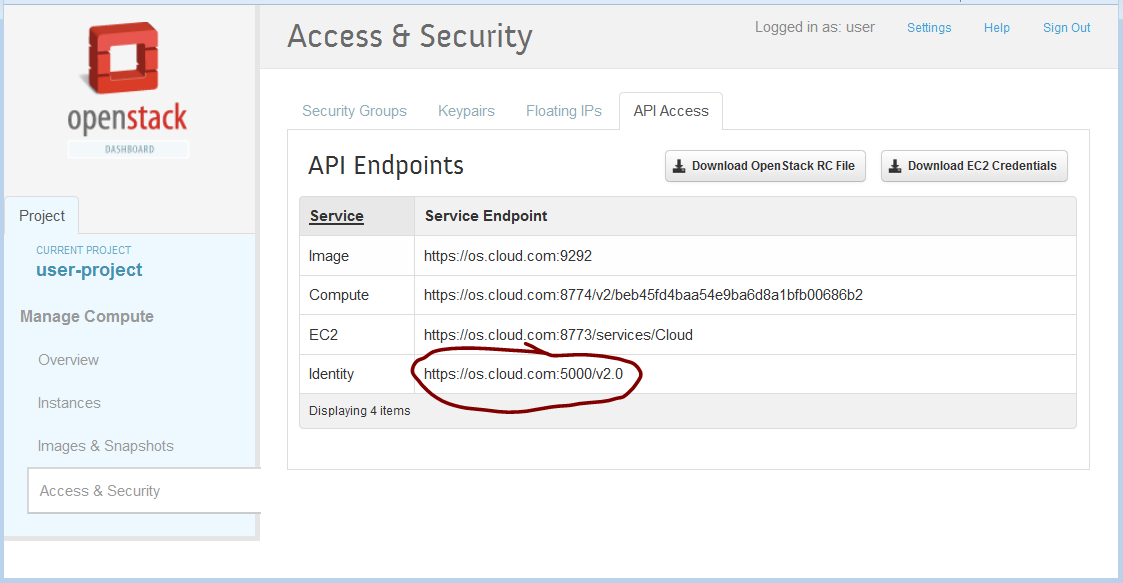 openstack
DASHBOARD
Project
CURRENT PROJECT
user-project
Manage Compute
Overview
Instances
Images & Snapshots
Access & Security
Access & Security
Logged in as: user Settings Help Sign Out
Security Groups Keypairs Floating IPs API Access
API Endpoints Download OpenStack RC File Download EC2 Credentials
Service Service Endpoint
Image https://os.cloud.com:9292
Compute https://os.cloud.com:8774/v2/beb45fd4baa54e9ba6d8a1bfb00686b2
EC2 https://os.cloud.com:8773/services/Cloud
Identity https://os.cloud.com:5000/v2.0
Displaying 4 items